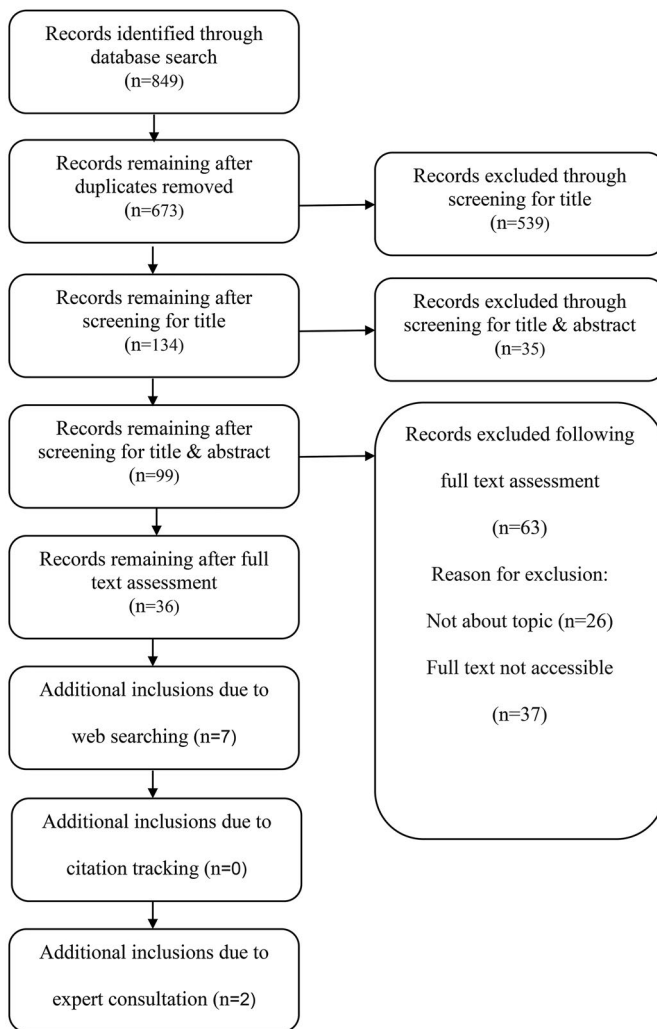 Records identified through
database search
(n=849)
Records remaining after
duplicates removed
(n=673)
Records excluded through
screening for title
(n=539)
Records remaining after
screening for title
(n=134)
Records excluded through
screening for title & abstract
(n=35)
Records remaining after
screening for title & abstract
(n=99)
Records excluded following
full text assessment
(n=63)
Reason for exclusion:
Not about topic (n=26)
Full text not accessible
(n=37)
Records remaining after full
text assessment
(n=36)
Additional inclusions due to
web searching (n=7)
Additional inclusions due to
citation tracking (n=0)
Additional inclusions due to
expert consultation (n=2)